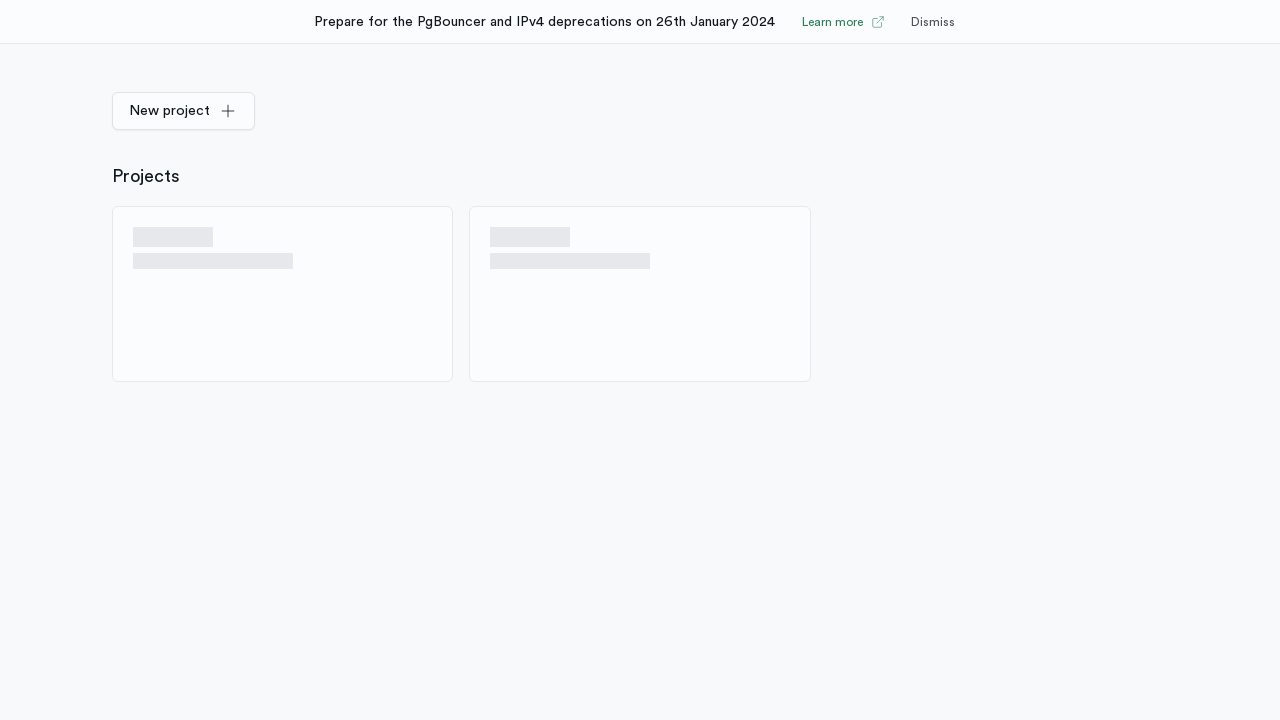 Prepare for the PgBouncer and IPv4 deprecations on 26th January 2024 Learn more Dismiss
New project
Projects